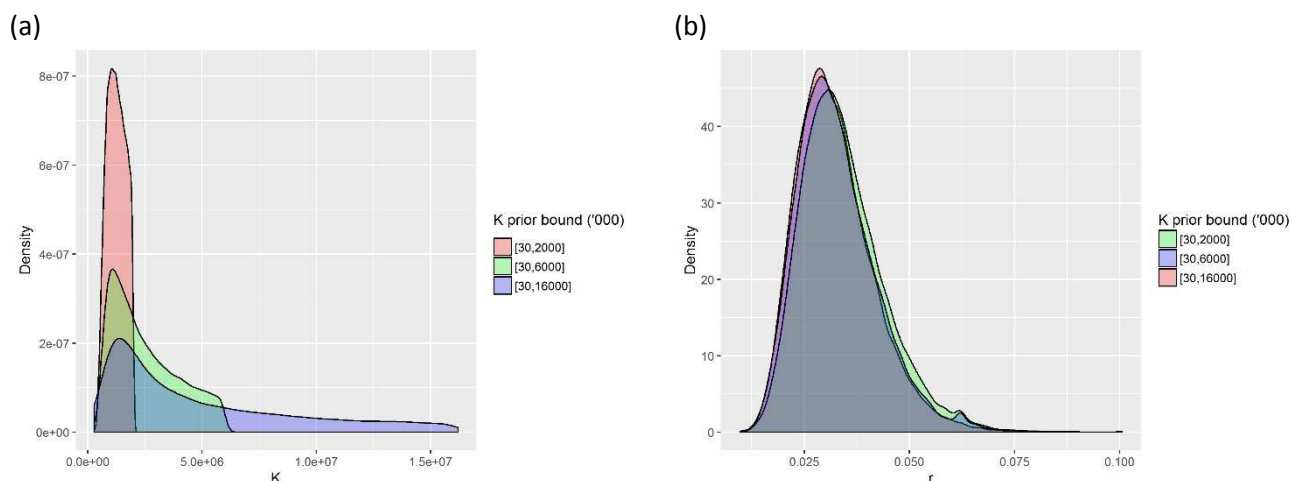 (a)
8e-07
6e-07
4e-07
2e-07
0e+00
Density
0.0e+00 5.0e+06 1.0e+07 1.5e+07
K
K prior bound ('000)
[30,2000]
[30,6000]
[30,16000]
(b)
40
30
20
10
0
Density
0.025 0.050 0.075 0.100
r
K prior bound ('000)
[30,2000]
[30,6000]
[30,16000]